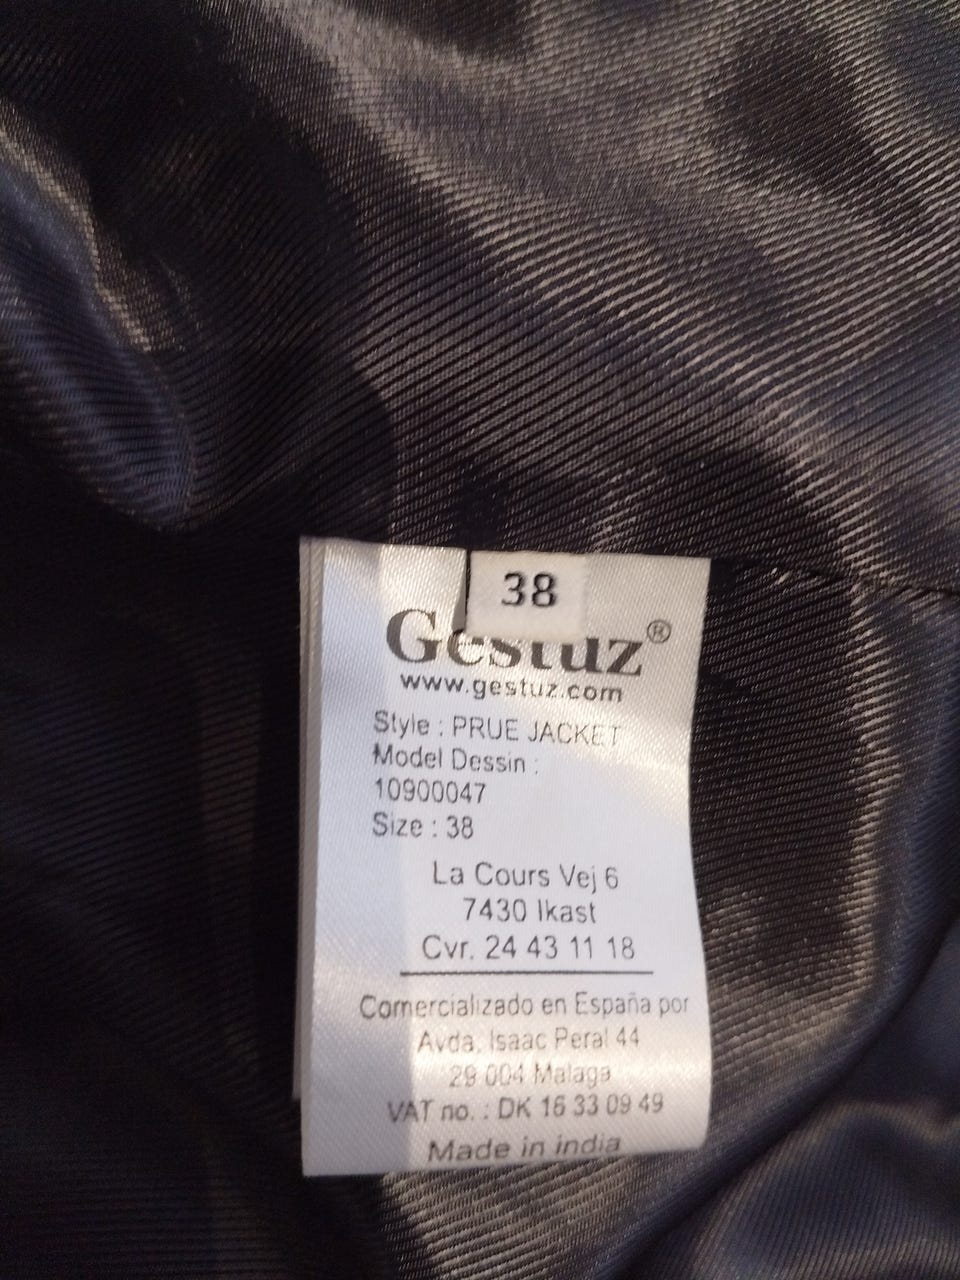 38
Gestuz®
www.gestuz.com
Style : PRUE JACKET
Model Dessin :
10900047
Size : 38
La Cours Vej 6
7430 Ikast
Cvr. 24 43 11 18
Comercializado en España por
Avda. Isaac Peral 44
29 004 Malaga
VAT no. : DK 16 33 09 49
Made in india